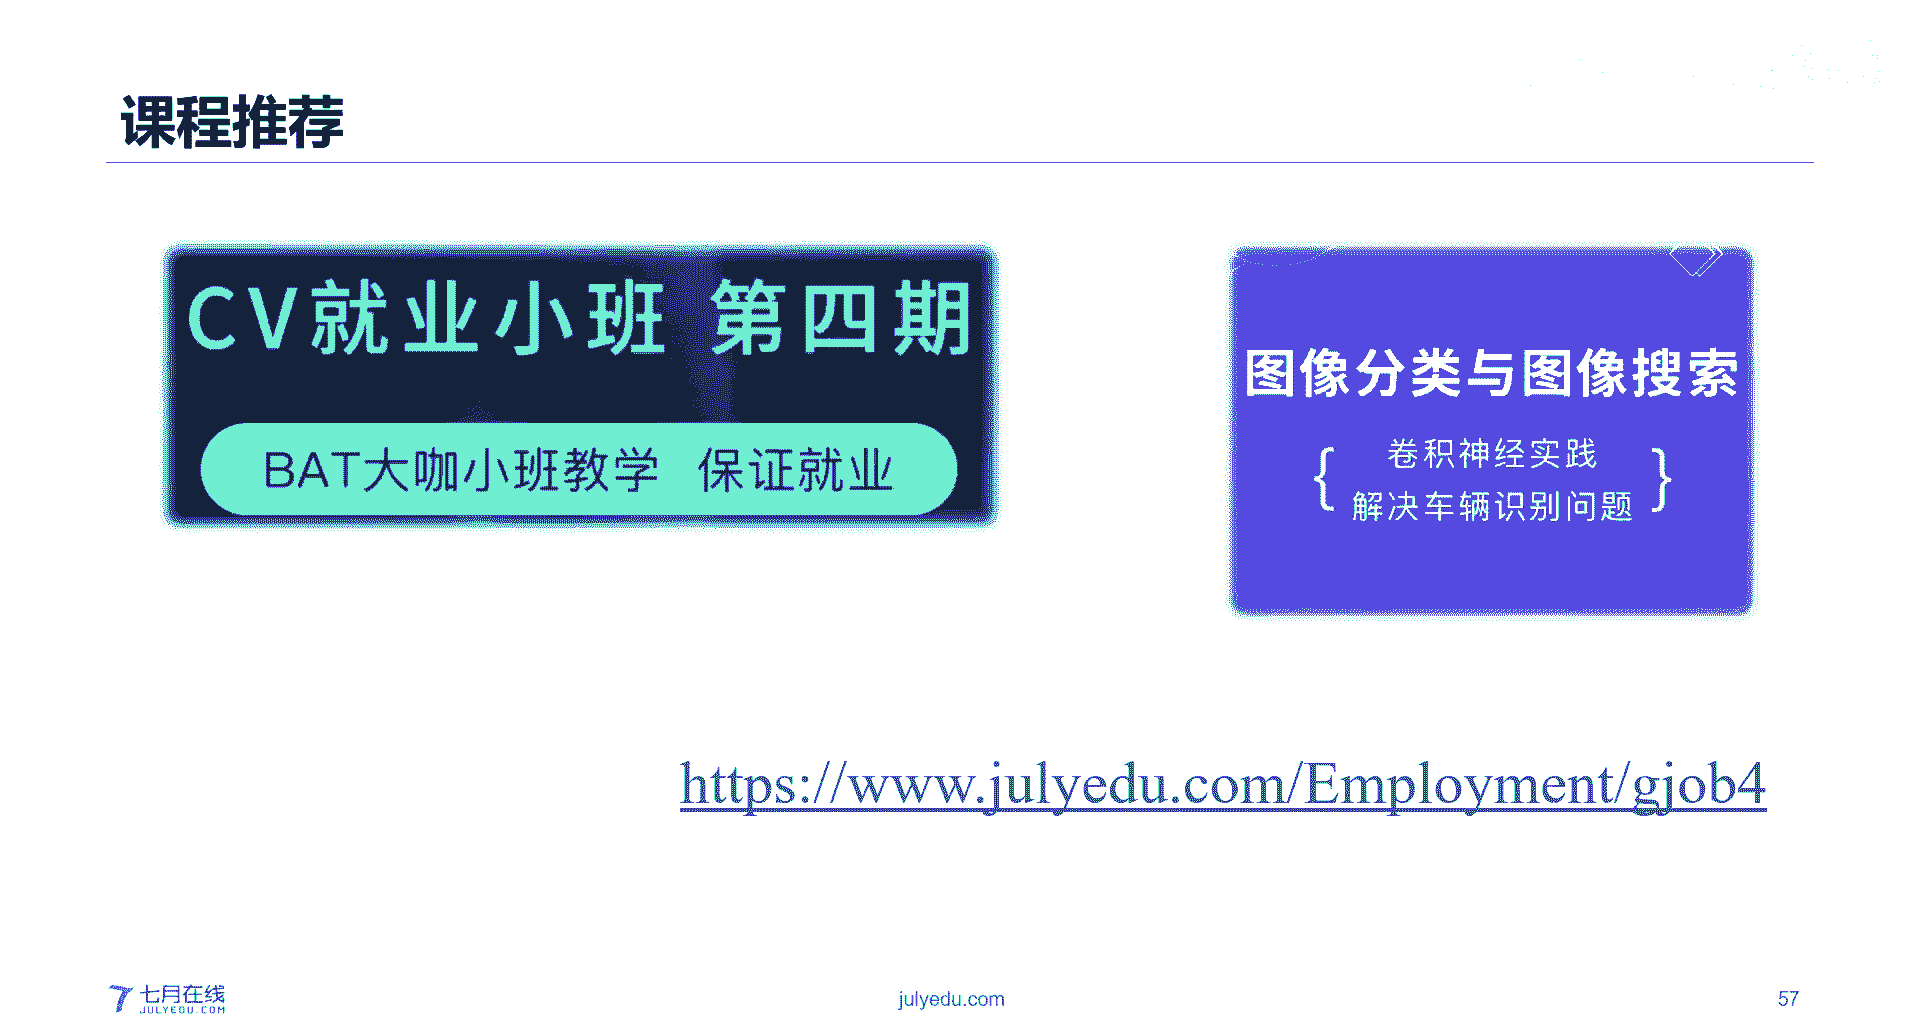 课程推荐
CV就业小班 第四期
BAT大咖小班教学 保证就业
图像分类与图像搜索
{ 卷积神经实践
解决车辆识别问题 }
https://www.julyedu.com/Employment/gjob4
七月在线
JULYEDU.COM
julyedu.com
57